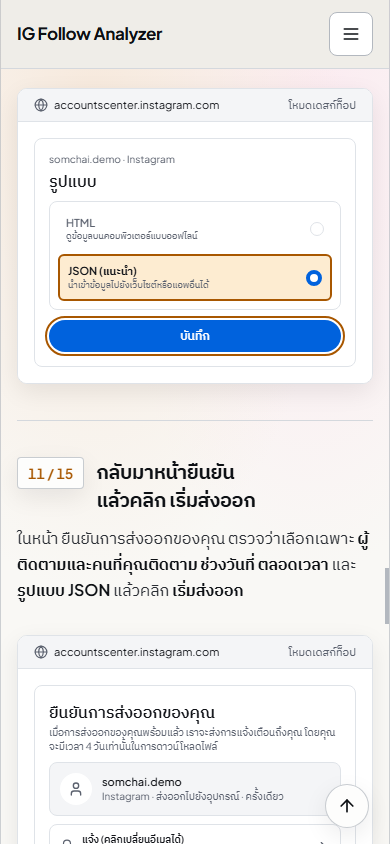 IG Follow Analyzer
accountscenter.instagram.com
โหมดเดสก์ท็อป
somchai.demo · Instagram
รูปแบบ
HTML
ดูข้อมูลบนคอมพิวเตอร์แบบออฟไลน์
JSON (แนะนำ)
นำเข้าข้อมูลไปยังเว็บไซต์หรือแอพอื่นได้
บันทึก
11 / 15
กลับมาหน้ายืนยัน
แล้วคลิก เริ่มส่งออก
ในหน้า ยืนยันการส่งออกของคุณ ตรวจว่าเลือกเฉพาะ ผู้
ติดตามและคนที่คุณติดตาม ช่วงวันที่ ตลอดเวลา และ
รูปแบบ JSON แล้วคลิก เริ่มส่งออก
accountscenter.instagram.com
โหมดเดสก์ท็อป
ยืนยันการส่งออกของคุณ
เมื่อการส่งออกของคุณพร้อมแล้ว เราจะส่งการแจ้งเตือนถึงคุณ โดยคุณ
จะมีเวลา 4 วันเท่านั้นในการดาวน์โหลดไฟล์
somchai.demo
Instagram · ส่งออกไปยังอุปกรณ์ · ครั้งเดียว
แจ้ง (คลิกเปลี่ยนอีเมลได้)